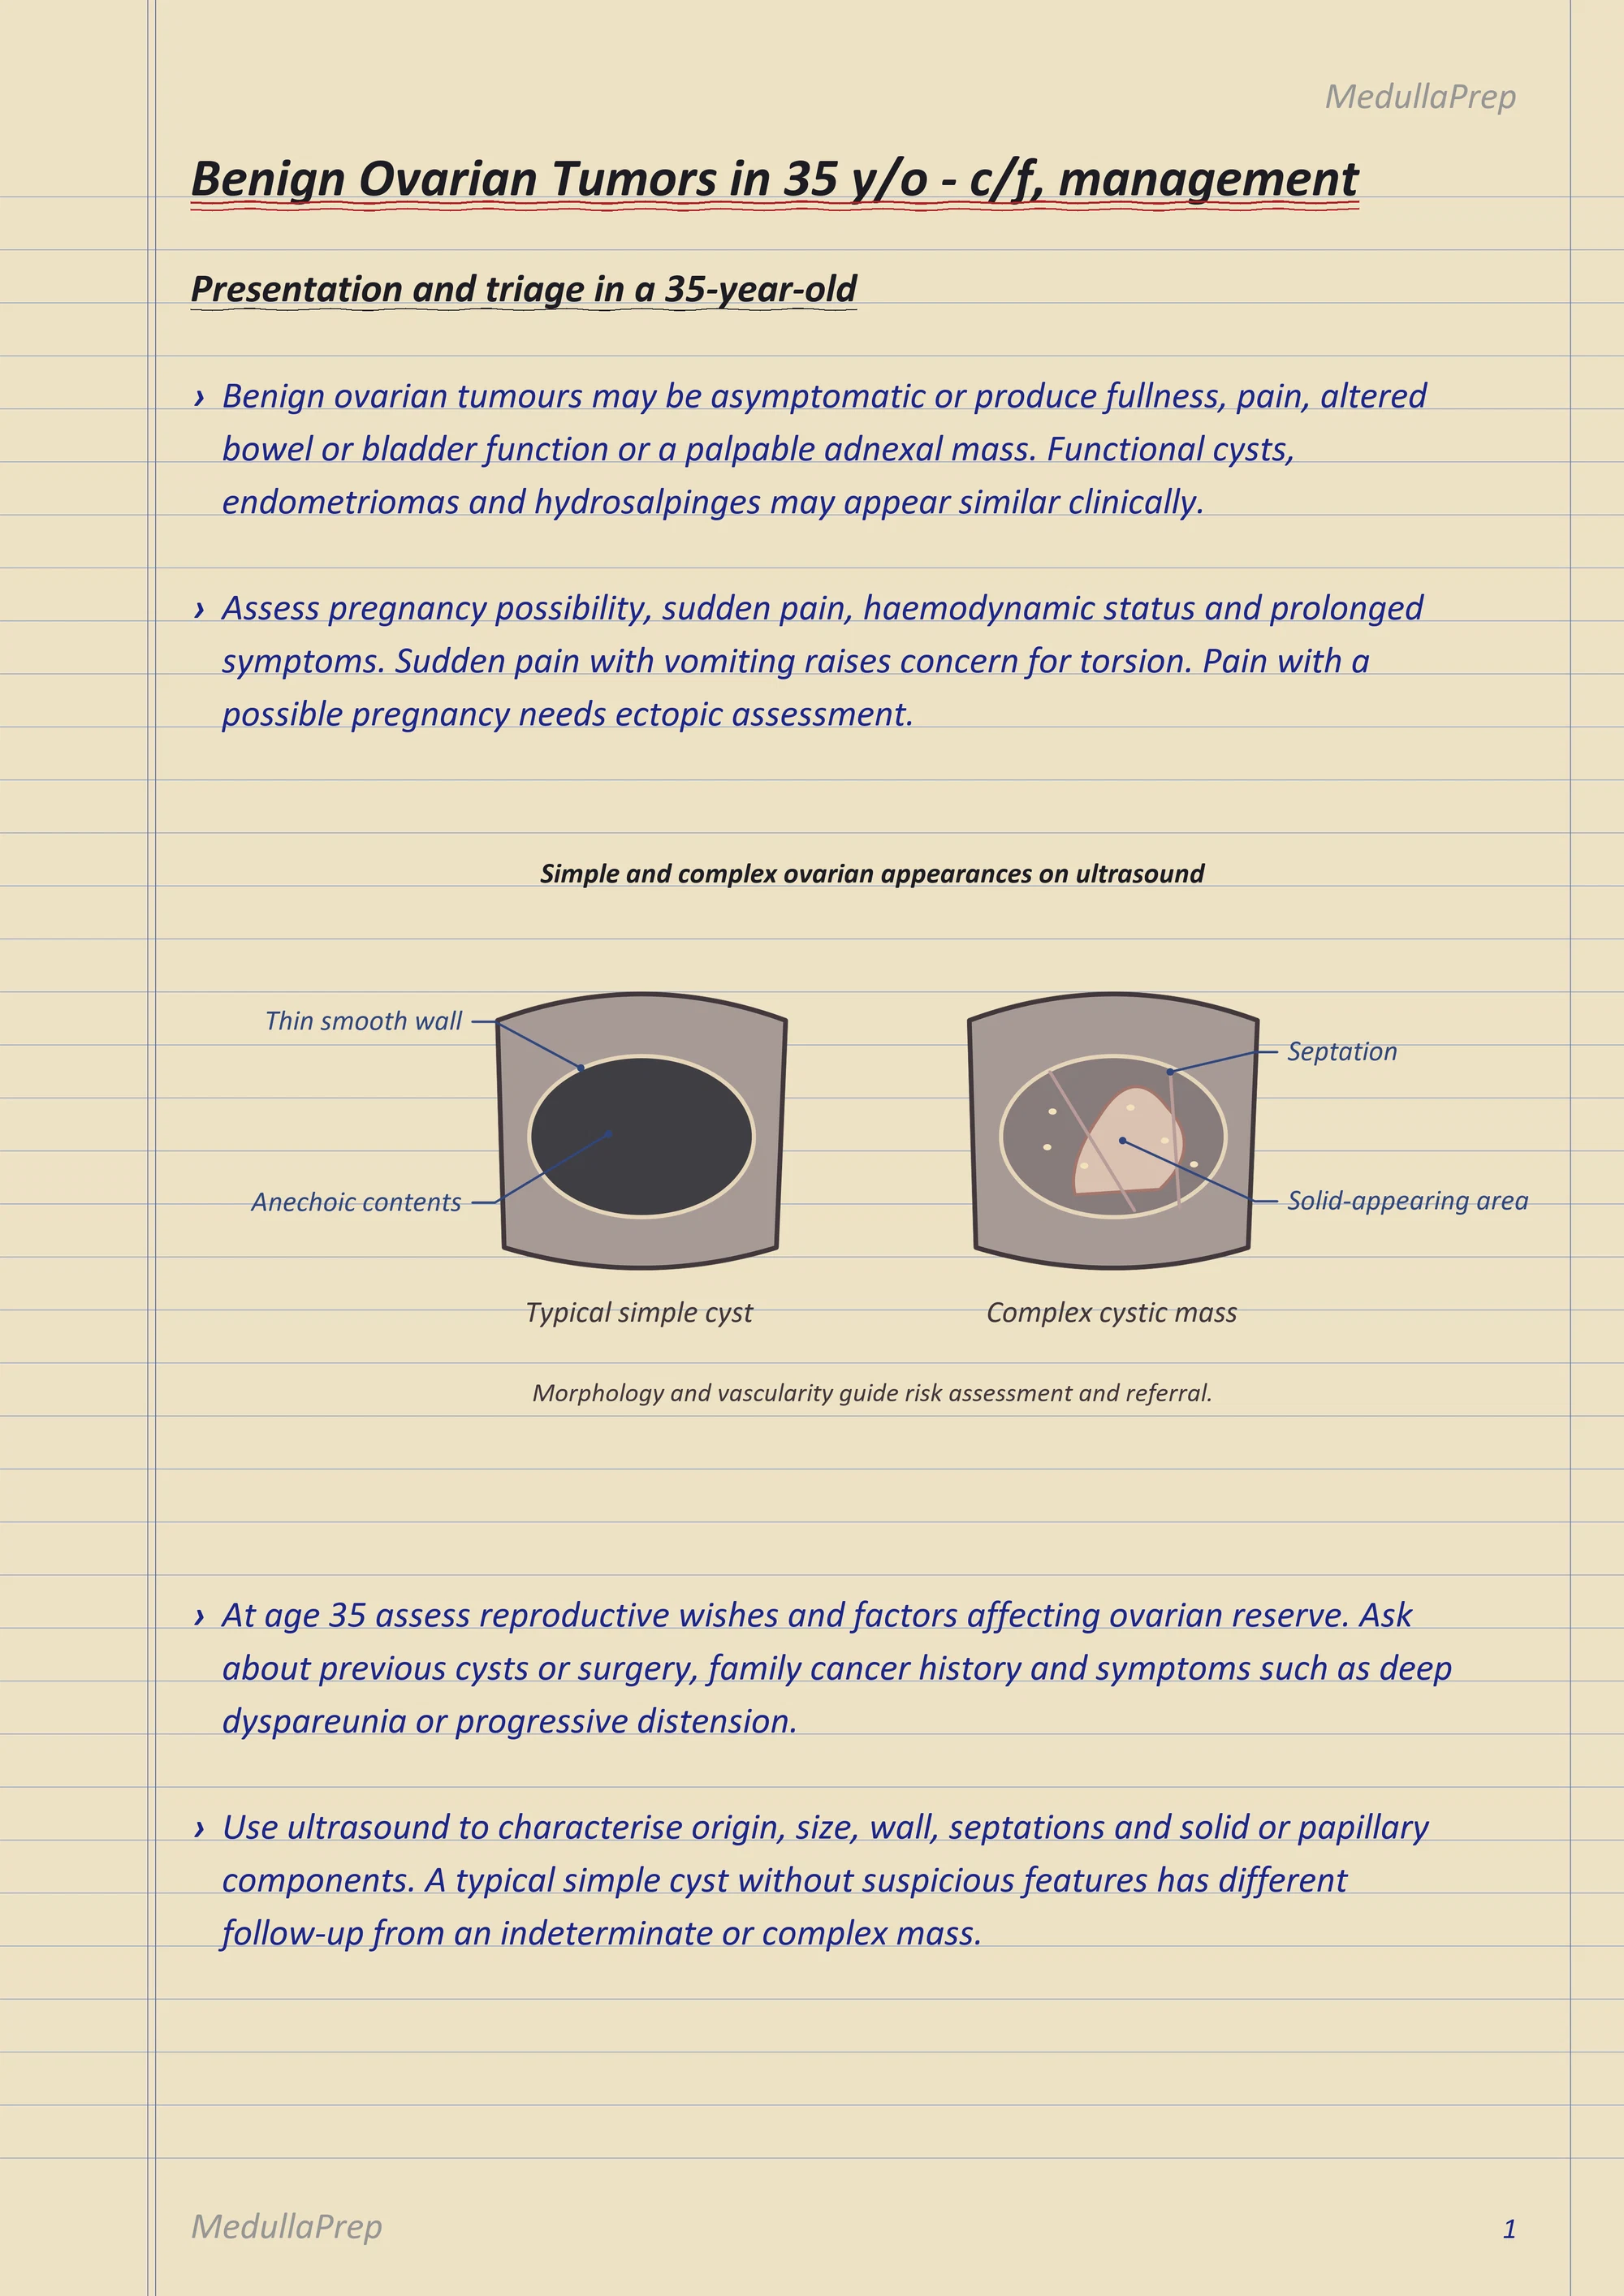 MedullaPrep
Benign Ovarian Tumors in 35 y/o - c/f, management
Presentation and triage in a 35-year-old
› Benign ovarian tumours may be asymptomatic or produce fullness, pain, altered
bowel or bladder function or a palpable adnexal mass. Functional cysts,
endometriomas and hydrosalpinges may appear similar clinically.
› Assess pregnancy possibility, sudden pain, haemodynamic status and prolonged
symptoms. Sudden pain with vomiting raises concern for torsion. Pain with a
possible pregnancy needs ectopic assessment.
Simple and complex ovarian appearances on ultrasound
Thin smooth wall
Septation
Anechoic contents
Solid-appearing area
Typical simple cyst
Complex cystic mass
Morphology and vascularity guide risk assessment and referral.
› At age 35 assess reproductive wishes and factors affecting ovarian reserve. Ask
about previous cysts or surgery, family cancer history and symptoms such as deep
dyspareunia or progressive distension.
› Use ultrasound to characterise origin, size, wall, septations and solid or papillary
components. A typical simple cyst without suspicious features has different
follow-up from an indeterminate or complex mass.
MedullaPrep
1